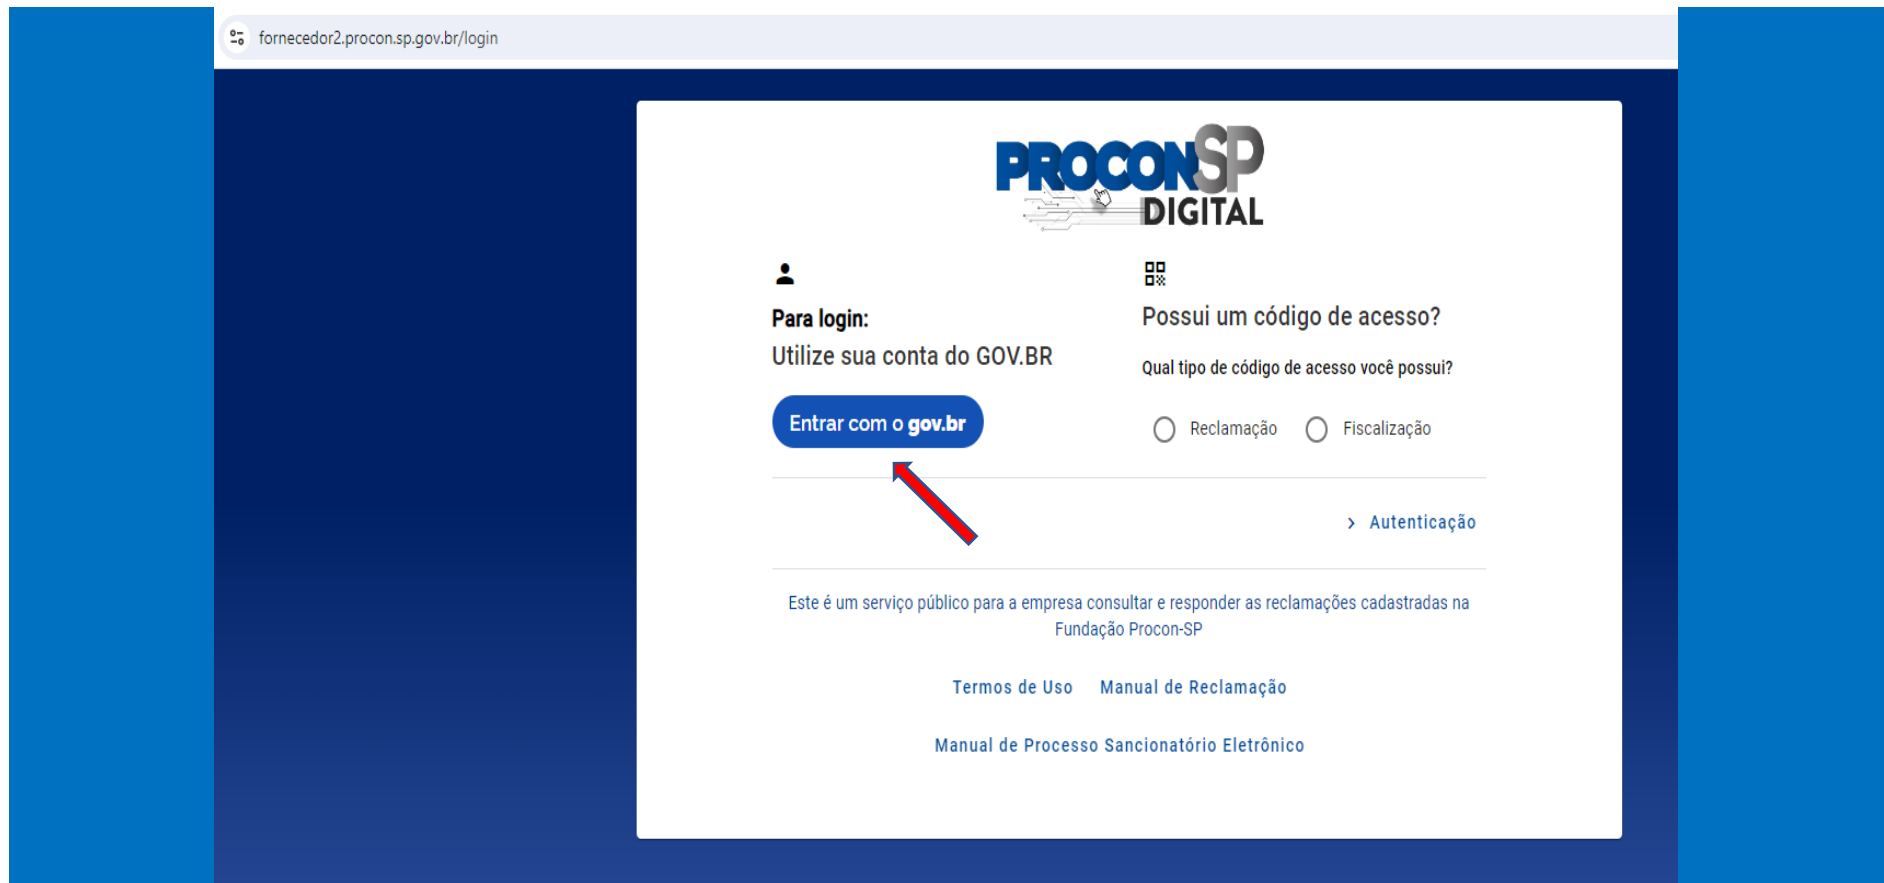 fornecedor2.procon.sp.gov.br/login
PROCONSP
DIGITAL
Para login:
Utilize sua conta do GOV.BR
Entrar com o gov.br
Possui um código de acesso?
Qual tipo de código de acesso você possui?
Reclamação Fiscalização
> Autenticação
Este é um serviço público para a empresa consultar e responder as reclamações cadastradas na
Fundação Procon-SP
Termos de Uso Manual de Reclamação
Manual de Processo Sancionatório Eletrônico